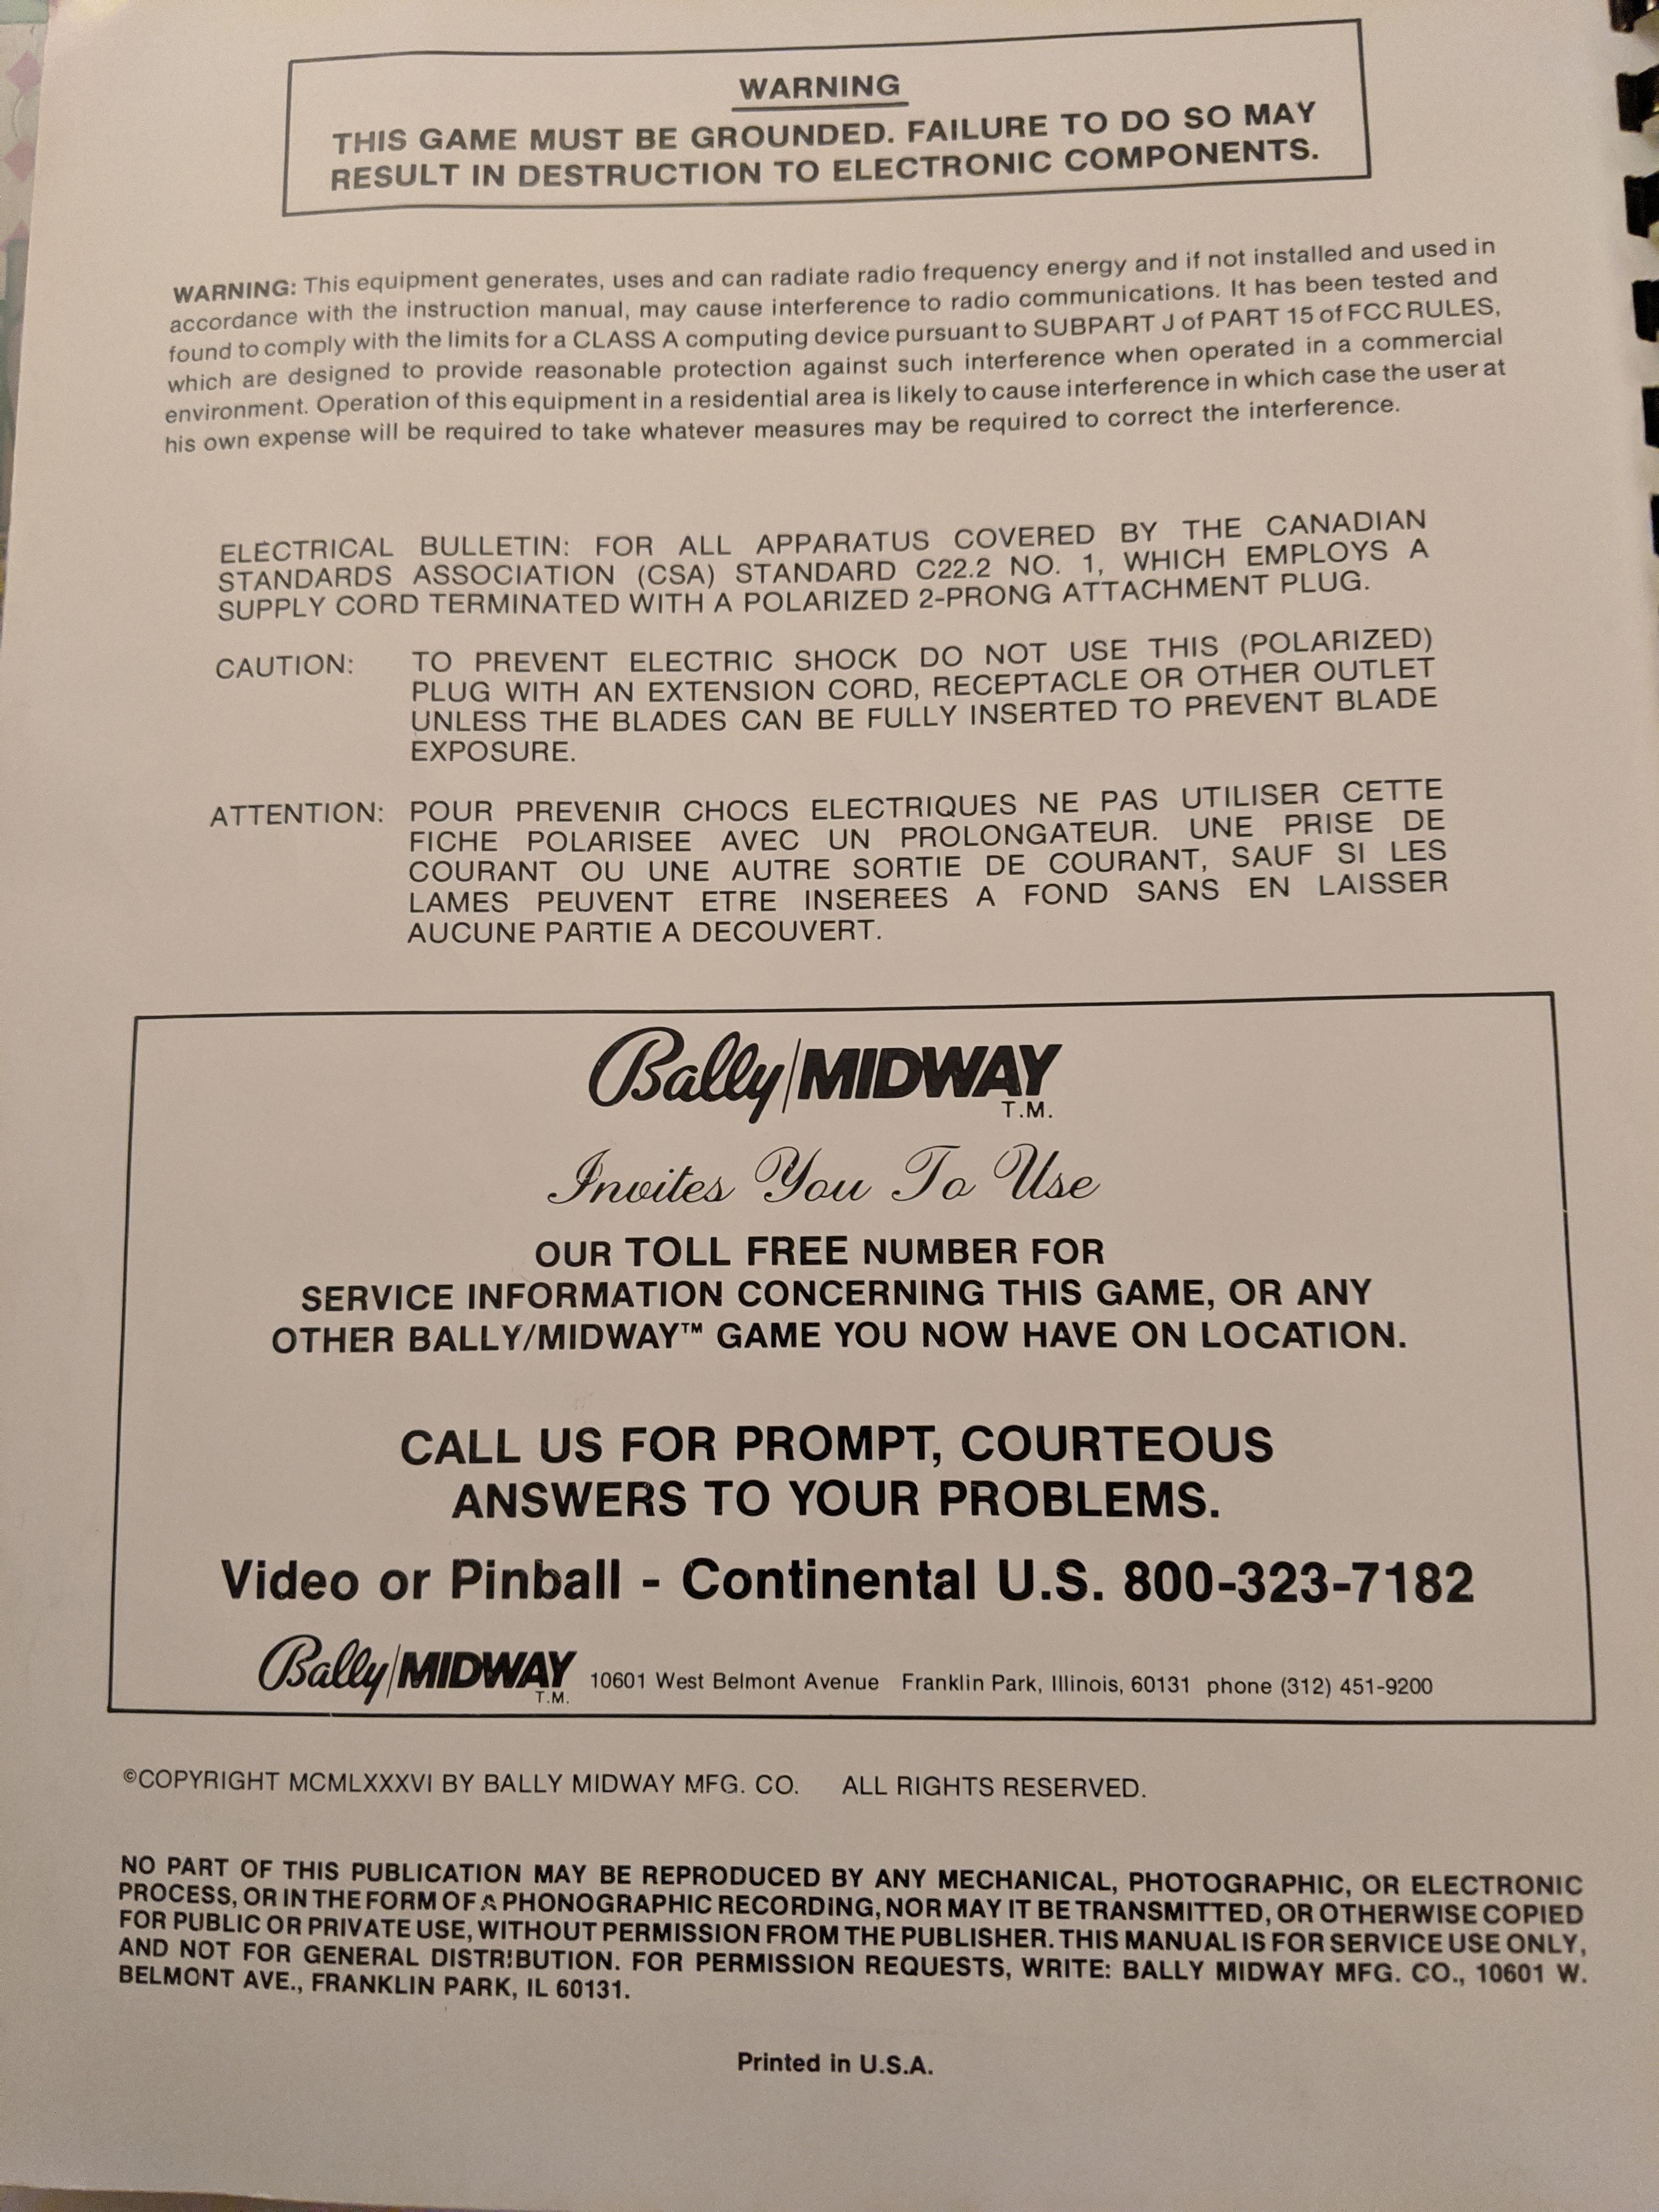 WARNING
THIS GAME MUST BE GROUNDED. FAILURE TO DO SO MAY
RESULT IN DESTRUCTION TO ELECTRONIC COMPONENTS.
WARNING: This equipment generates, uses and can radiate radio frequency energy and if not installed and used in
accordance with the instruction manual, may cause interference to radio communications. It has been tested and
found to comply with the limits for a CLASS A computing device pursuant to SUBPART J of PART 15 of FCC RULES,
which are designed to provide reasonable protection against such interference when operated in a commercial
environment. Operation of this equipment in a residential area is likely to cause interference in which case the user at
his own expense will be required to take whatever measures may be required to correct the interference.
ELECTRICAL BULLETIN: FOR ALL APPARATUS COVERED BY THE CANADIAN
STANDARDS ASSOCIATION (CSA) STANDARD C22.2 NO. 1, WHICH EMPLOYS A
SUPPLY CORD TERMINATED WITH A POLARIZED 2-PRONG ATTACHMENT PLUG.
CAUTION: TO PREVENT ELECTRIC SHOCK DO NOT USE THIS (POLARIZED)
PLUG WITH AN EXTENSION CORD, RECEPTACLE OR OTHER OUTLET
UNLESS THE BLADES CAN BE FULLY INSERTED TO PREVENT BLADE
EXPOSURE.
ATTENTION: POUR PREVENIR CHOCS ELECTRIQUES NE PAS UTILISER CETTE
FICHE POLARISEE AVEC UN PROLONGATEUR. UNE PRISE DE
COURANT OU UNE AUTRE SORTIE DE COURANT, SAUF SI LES
LAMES PEUVENT ETRE INSEREES A FOND SANS EN LAISSER
AUCUNE PARTIE A DECOUVERT.
Bally/MIDWAY
T.M.
Invites You To Use
OUR TOLL FREE NUMBER FOR
SERVICE INFORMATION CONCERNING THIS GAME, OR ANY
OTHER BALLY/MIDWAY™ GAME YOU NOW HAVE ON LOCATION.
CALL US FOR PROMPT, COURTEOUS
ANSWERS TO YOUR PROBLEMS.
Video or Pinball - Continental U.S. 800-323-7182
Bally/MIDWAY T.M. 10601 West Belmont Avenue Franklin Park, Illinois, 60131 phone (312) 451-9200
©COPYRIGHT MCMLXXXVI BY BALLY MIDWAY MFG. CO. ALL RIGHTS RESERVED.
NO PART OF THIS PUBLICATION MAY BE REPRODUCED BY ANY MECHANICAL, PHOTOGRAPHIC, OR ELECTRONIC
PROCESS, OR IN THE FORM OF A PHONOGRAPHIC RECORDING, NOR MAY IT BE TRANSMITTED, OR OTHERWISE COPIED
FOR PUBLIC OR PRIVATE USE, WITHOUT PERMISSION FROM THE PUBLISHER. THIS MANUAL IS FOR SERVICE USE ONLY,
AND NOT FOR GENERAL DISTRIBUTION. FOR PERMISSION REQUESTS, WRITE: BALLY MIDWAY MFG. CO., 10601 W.
BELMONT AVE., FRANKLIN PARK, IL 60131.
Printed in U.S.A.